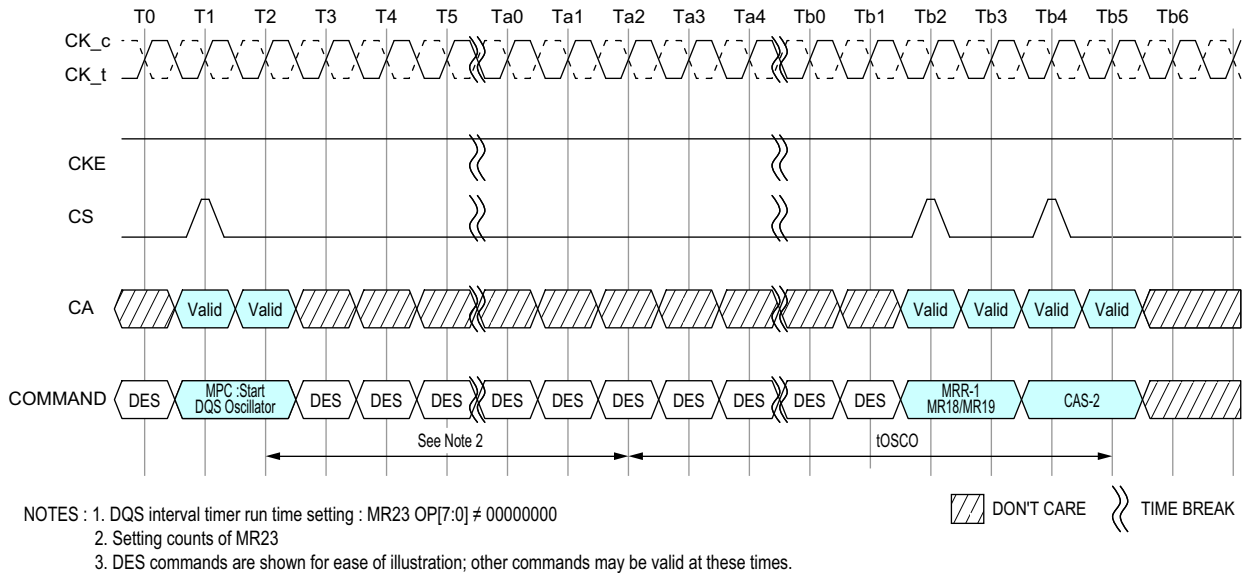 T0 T1 T2 T3 T4 T5 Ta0 Ta1 Ta2 Ta3 Ta4 Tb0 Tb1 Tb2 Tb3 Tb4 Tb5 Tb6
CK_c
CK_t
CKE
CS
CA Valid Valid Valid Valid Valid Valid
COMMAND DES MPC :Start DES DES DES DES DES DES DES DES DES DES MRR-1 CAS-2
DQS Oscillator MR18/MR19
See Note 2 tOSCO
NOTES : 1. DQS interval timer run time setting : MR23 OP[7:0] ≠ 00000000
2. Setting counts of MR23
3. DES commands are shown for ease of illustration; other commands may be valid at these times.
DON'T CARE TIME BREAK